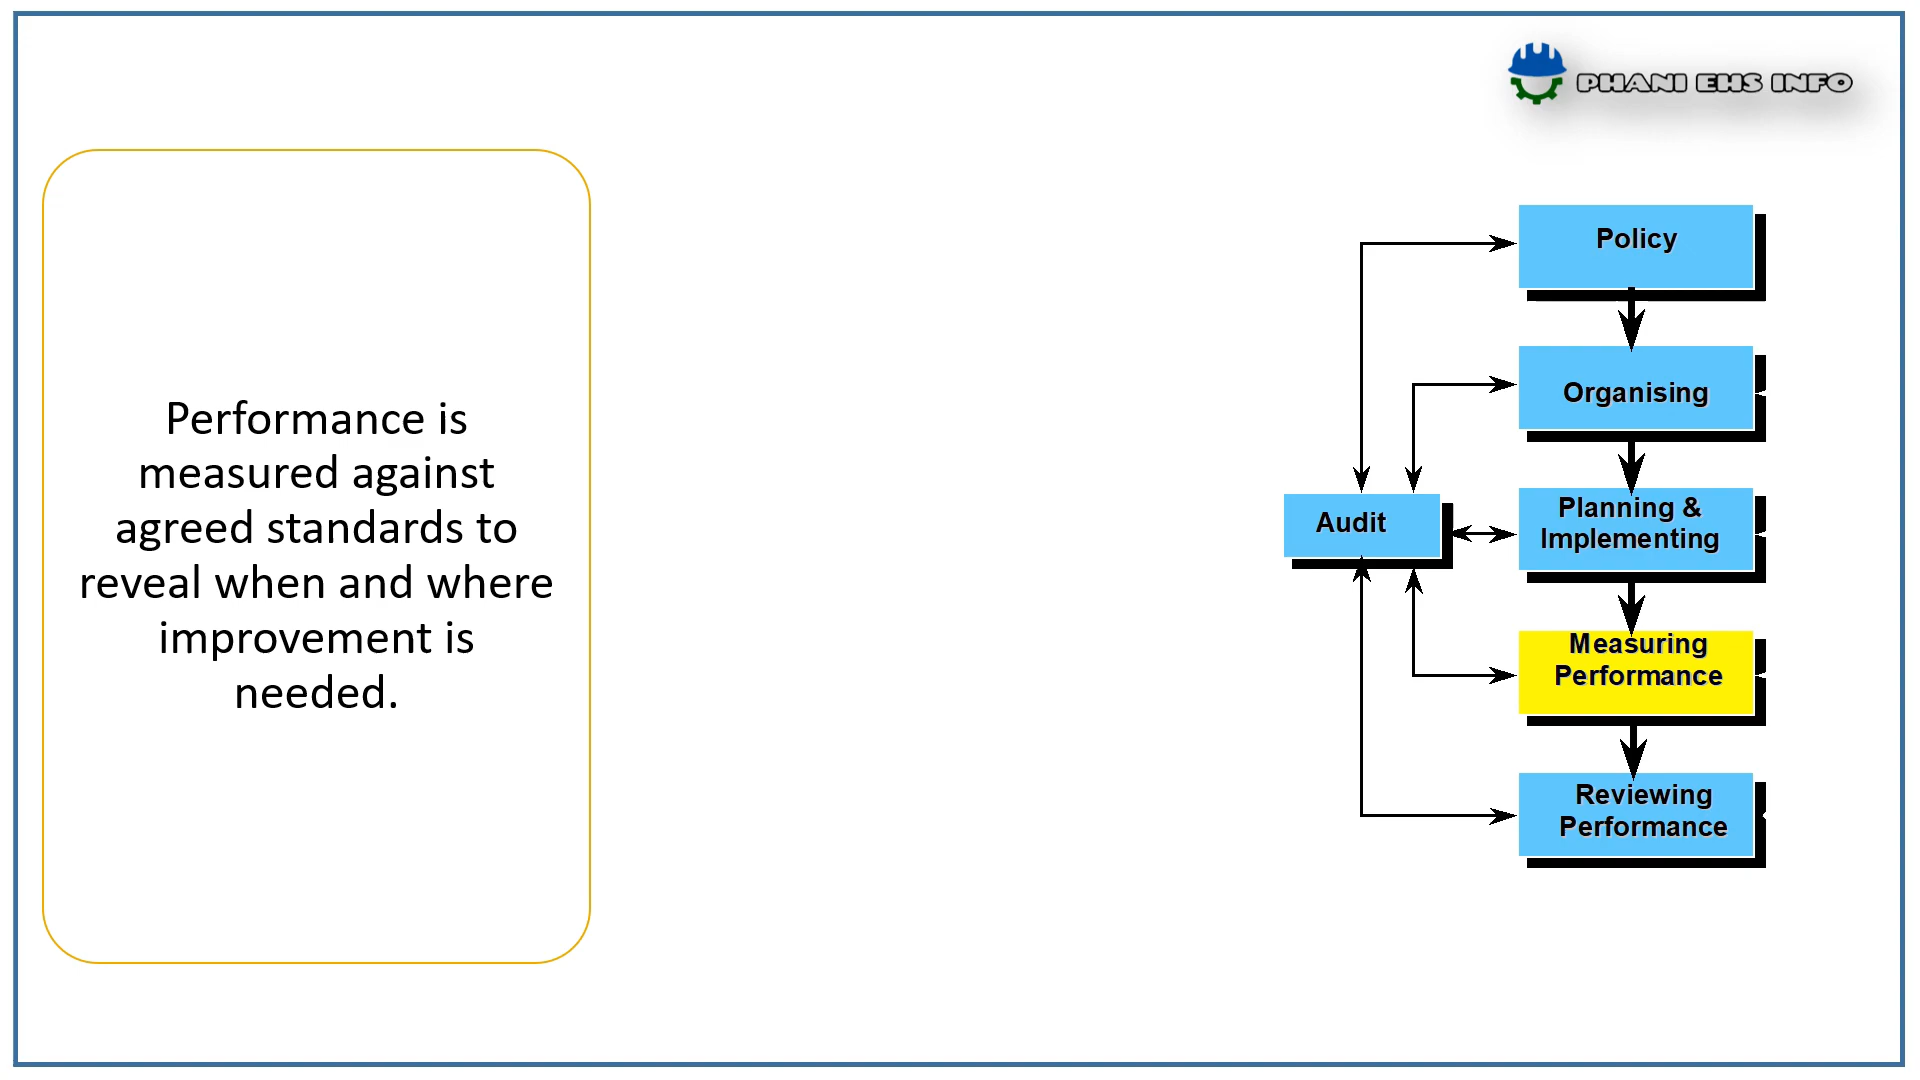 PHANI EHS INFO
Performance is
measured against
agreed standards to
reveal when and where
improvement is
needed.
Policy
Organising
Audit
Planning &
Implementing
Measuring
Performance
Reviewing
Performance